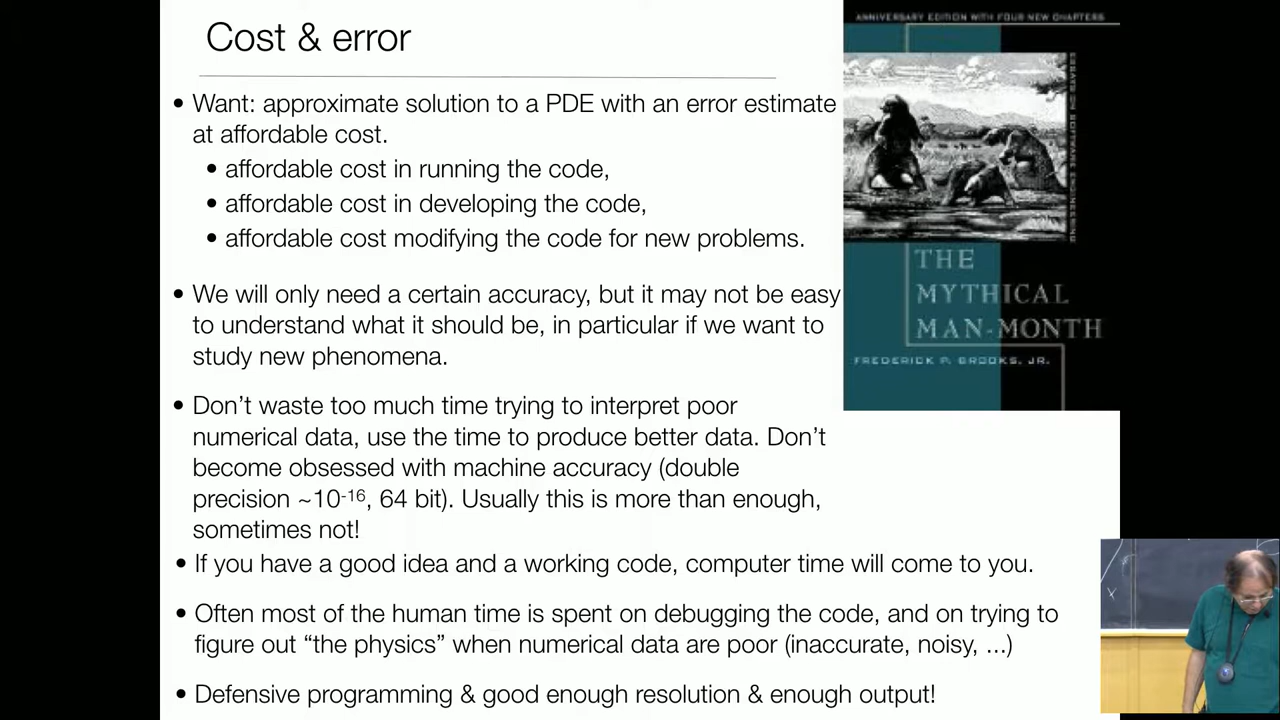 Cost & error
• Want: approximate solution to a PDE with an error estimate
at affordable cost.
• affordable cost in running the code,
• affordable cost in developing the code,
• affordable cost modifying the code for new problems.
• We will only need a certain accuracy, but it may not be easy
to understand what it should be, in particular if we want to
study new phenomena.
• Don’t waste too much time trying to interpret poor
numerical data, use the time to produce better data. Don’t
become obsessed with machine accuracy (double
precision ~10⁻¹⁶, 64 bit). Usually this is more than enough,
sometimes not!
• If you have a good idea and a working code, computer time will come to you.
• Often most of the human time is spent on debugging the code, and on trying to
figure out “the physics” when numerical data are poor (inaccurate, noisy, ...)
• Defensive programming & good enough resolution & enough output!
ANNIVERSARY EDITION WITH FOUR NEW CHAPTERS
ESSAYS ON SOFTWARE ENGINEERING
THE
MYTHICAL
MAN-MONTH
FREDERICK P. BROOKS, JR.